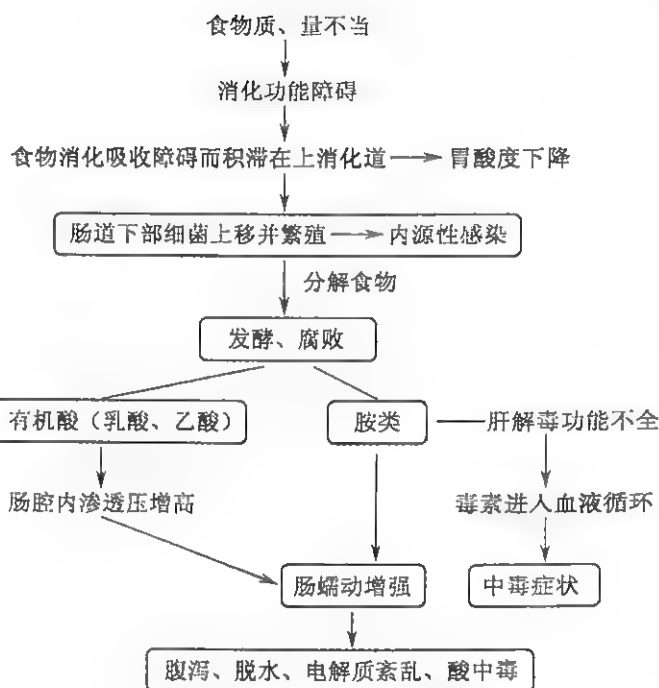 食物质、量不当
消化功能障碍
食物消化吸收障碍而积滞在上消化道 胃酸度下降
肠道下部细菌上移并繁殖 内源性感染
分解食物
发酵、腐败
有机酸（乳酸、乙酸） 胺类 肝解毒功能不全
肠腔内渗透压增高 毒素进人血液循环
肠蠕动增强 中毒症状
腹泻、脱水、电解质紊乱、酸中毒